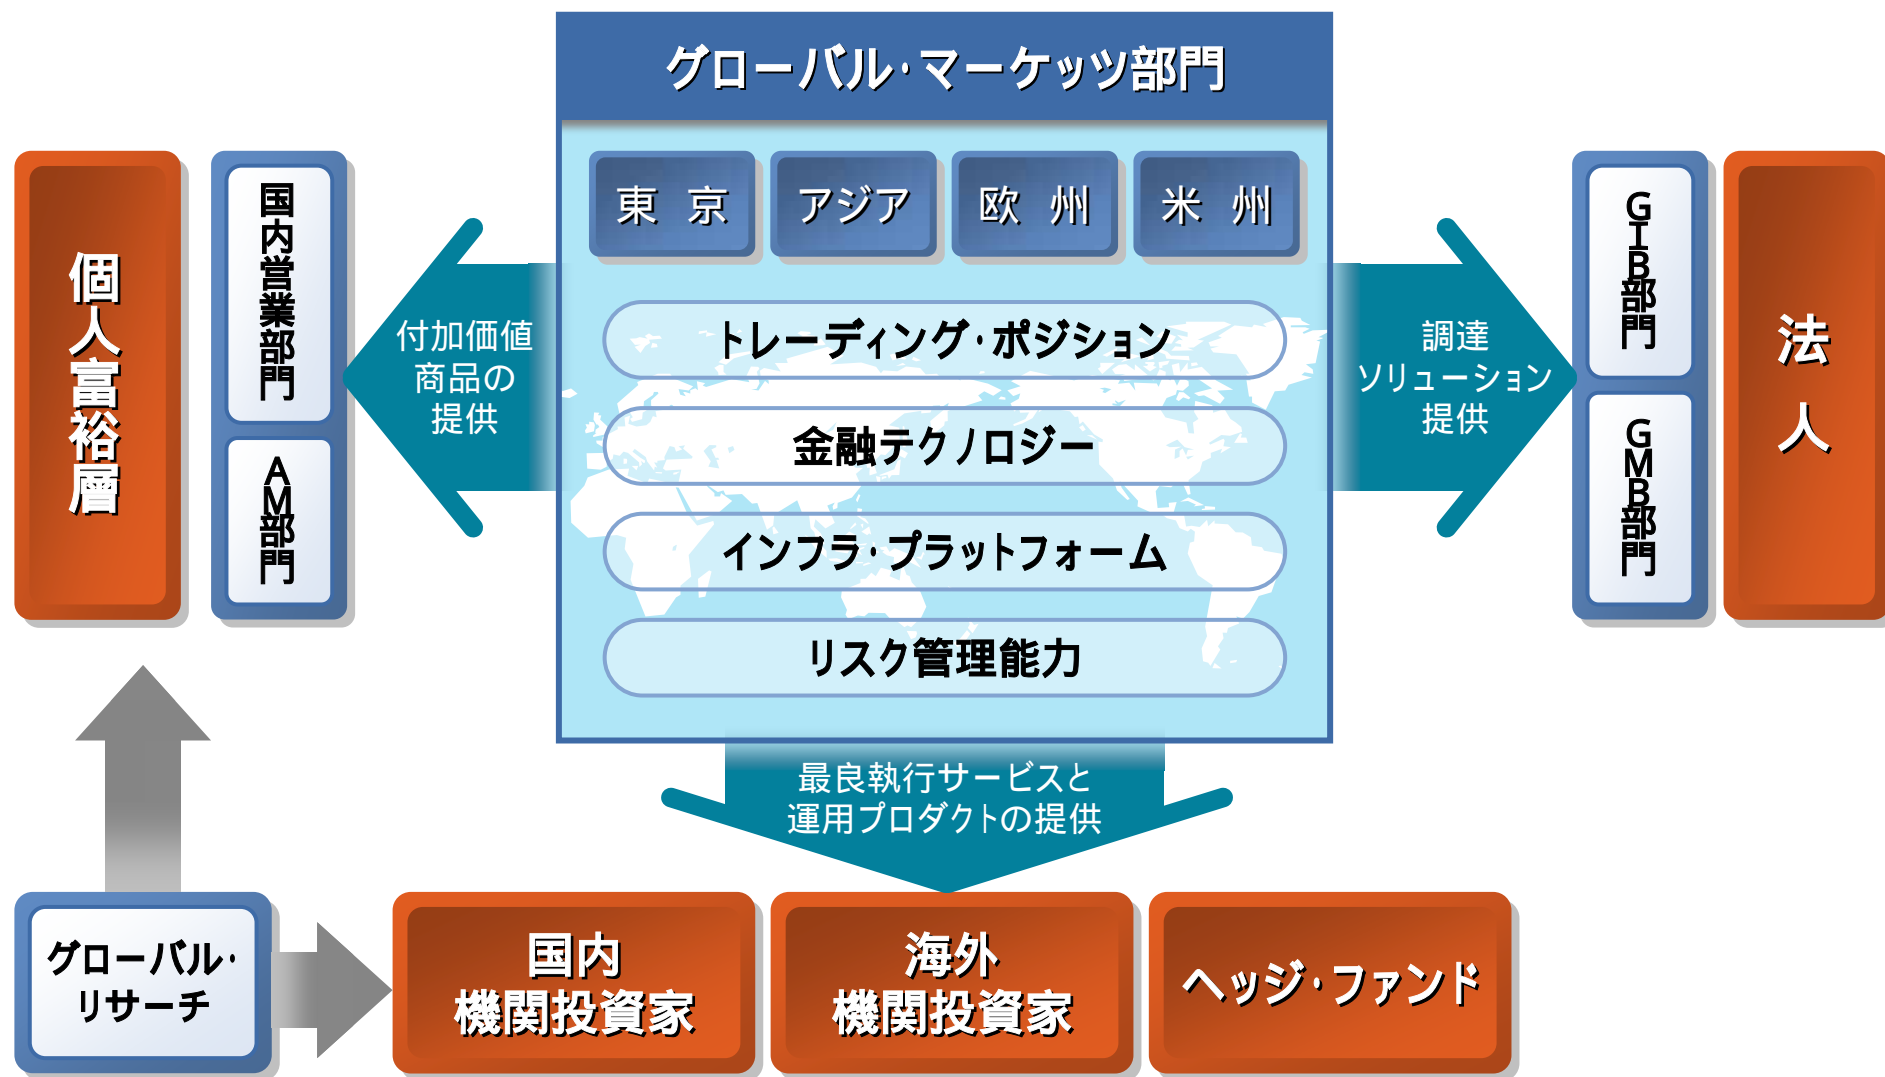 グローバル・マーケッツ部門
東 京
アジア
欧 州
米 州
トレーディング・ポジション
金融テクノロジー
インフラ・プラットフォーム
リスク管理能力
個人富裕層
国内営業部門
AM部門
付加価値
商品の
提供
調達
ソリューション
提供
GIB部門
GMB部門
法人
最良執行サービスと
運用プロダクトの提供
グローバル・
リサーチ
国内
機関投資家
海外
機関投資家
ヘッジ・ファンド